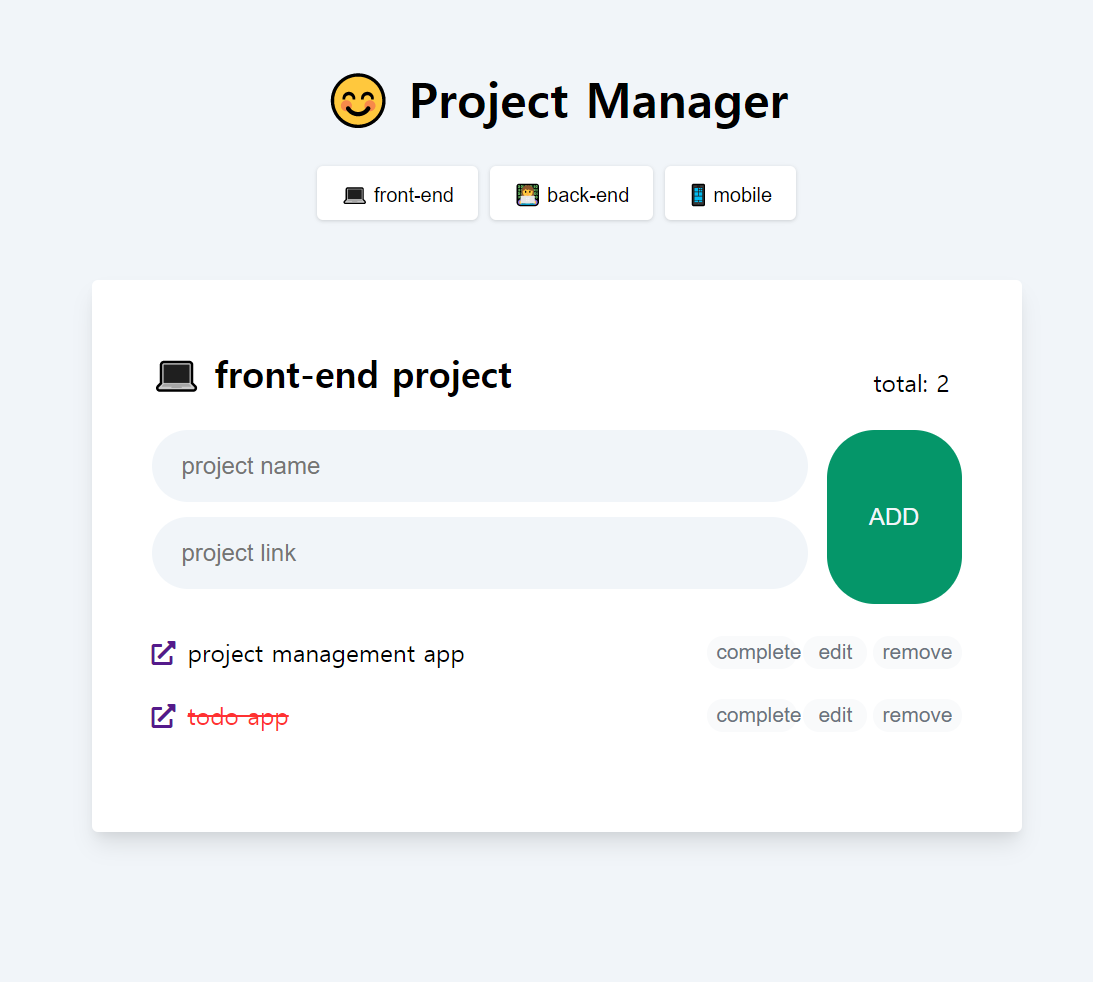 😊 Project Manager
💻 front-end 👨‍💻 back-end 📱 mobile
💻 front-end project
total: 2
project name
project link
ADD
project management app complete edit remove
todo app complete edit remove